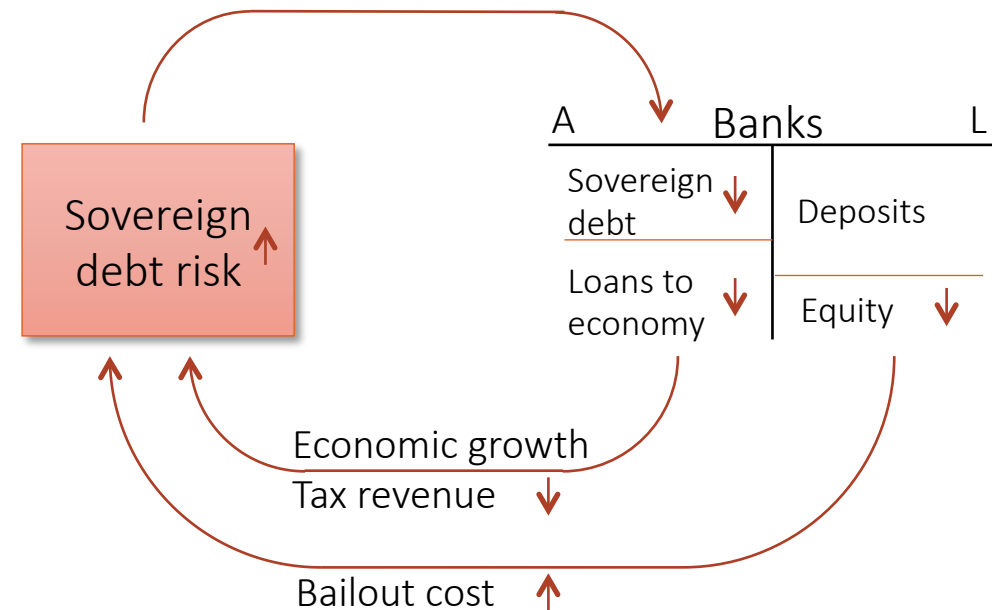 A Banks L
Sovereign
debt
Deposits
Loans to
economy
Equity
Sovereign
debt risk
Economic growth
Tax revenue
Bailout cost